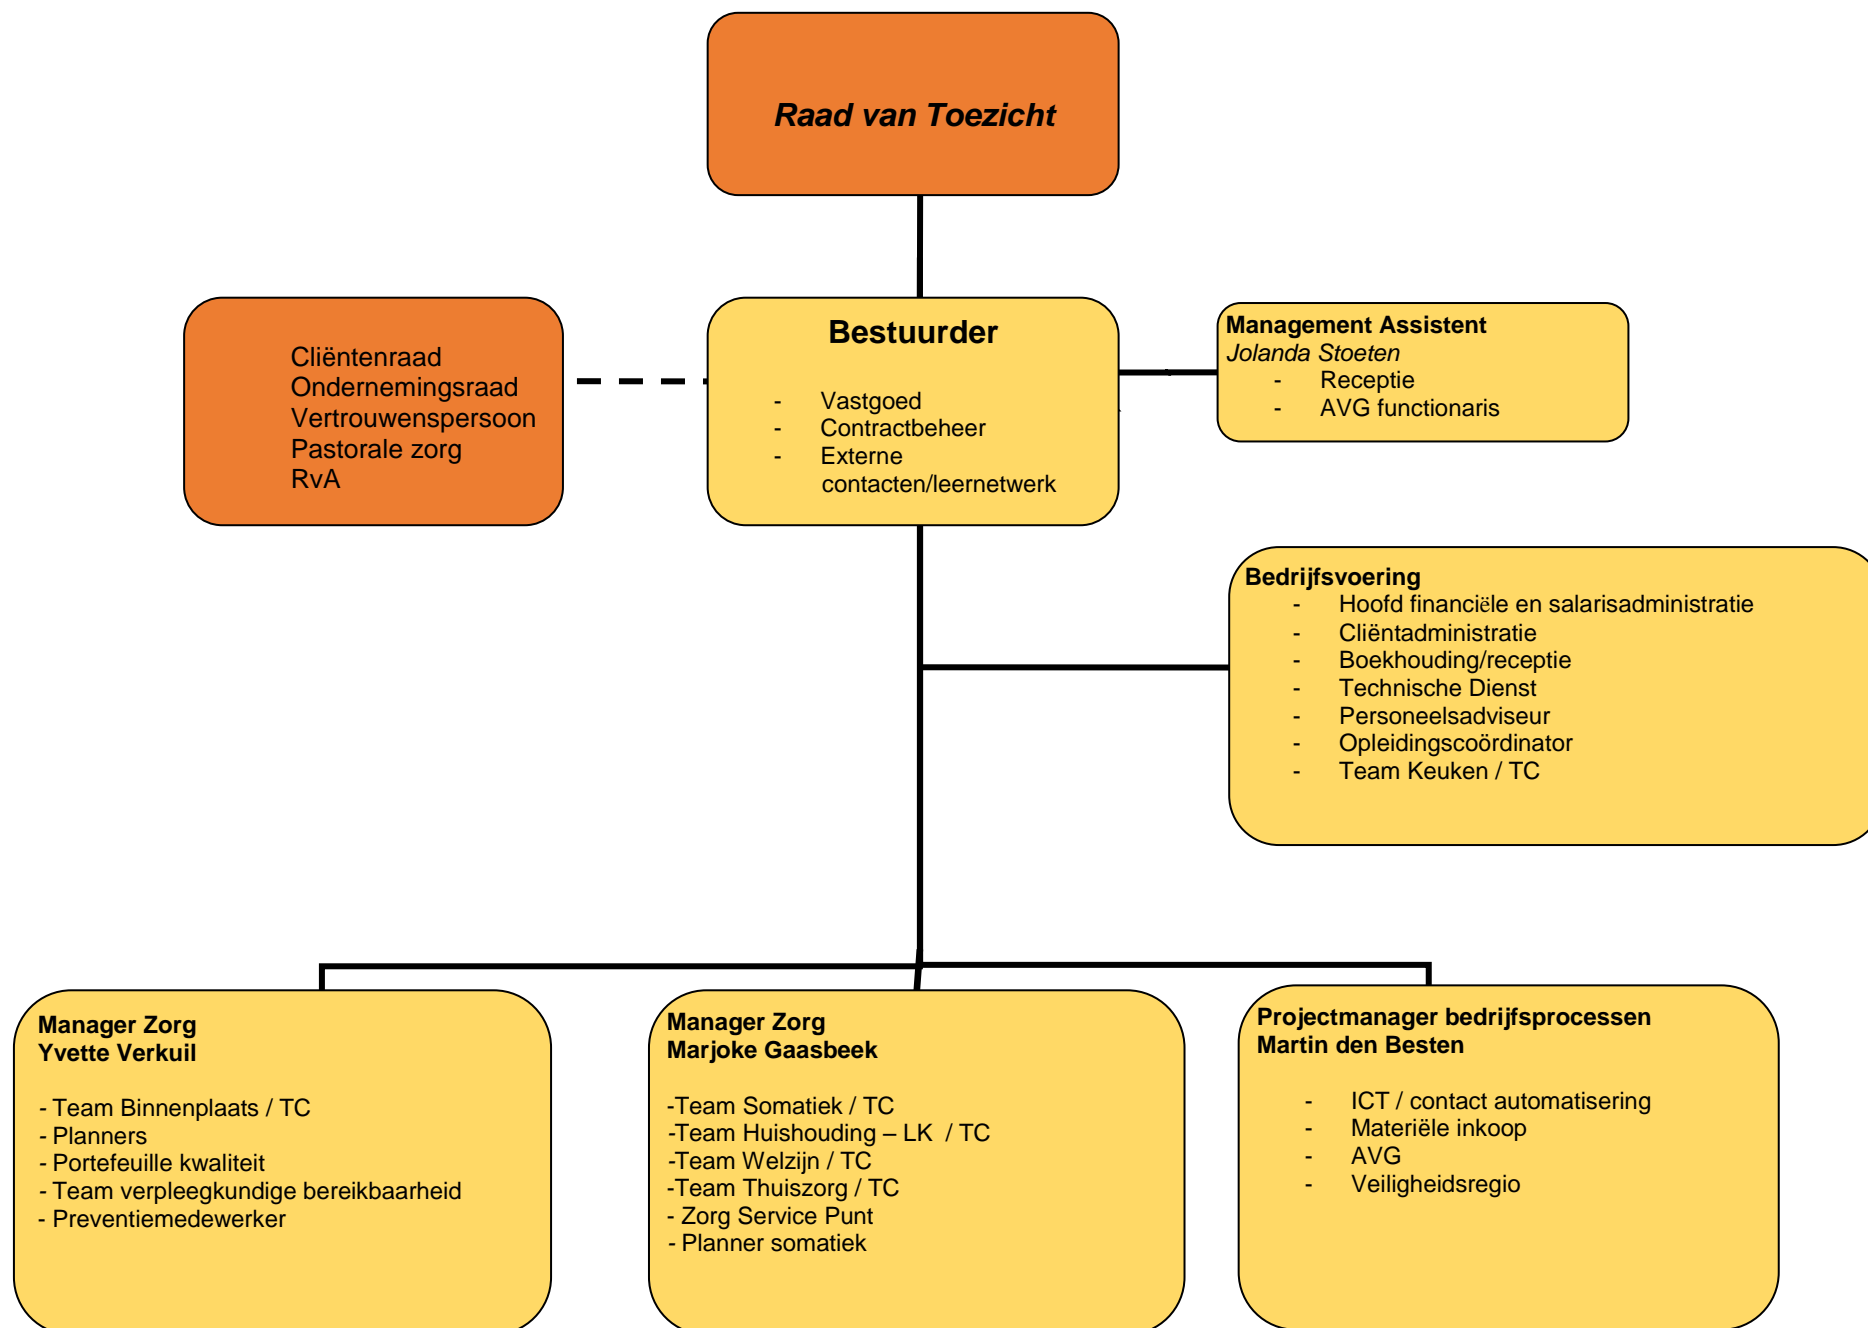 Raad van Toezicht
Cliëntenraad
Ondernemingsraad
Vertrouwenspersoon
Pastorale zorg
RvA
Bestuurder
- Vastgoed
- Contractbeheer
- Externe
contacten/leernetwerk
Management Assistent
Jolanda Stoeten
- Receptie
- AVG functionaris
Bedrijfsvoering
- Hoofd financiële en salarisadministratie
- Cliëntadministratie
- Boekhouding/receptie
- Technische Dienst
- Personeelsadviseur
- Opleidingscoördinator
- Team Keuken / TC
Manager Zorg
Yvette Verkuil
- Team Binnenplaats / TC
- Planners
- Portefeuille kwaliteit
- Team verpleegkundige bereikbaarheid
- Preventiemedewerker
Manager Zorg
Marjoke Gaasbeek
-Team Somatiek / TC
-Team Huishouding – LK / TC
-Team Welzijn / TC
-Team Thuiszorg / TC
- Zorg Service Punt
- Planner somatiek
Projectmanager bedrijfsprocessen
Martin den Besten
- ICT / contact automatisering
- Materiële inkoop
- AVG
- Veiligheidsregio